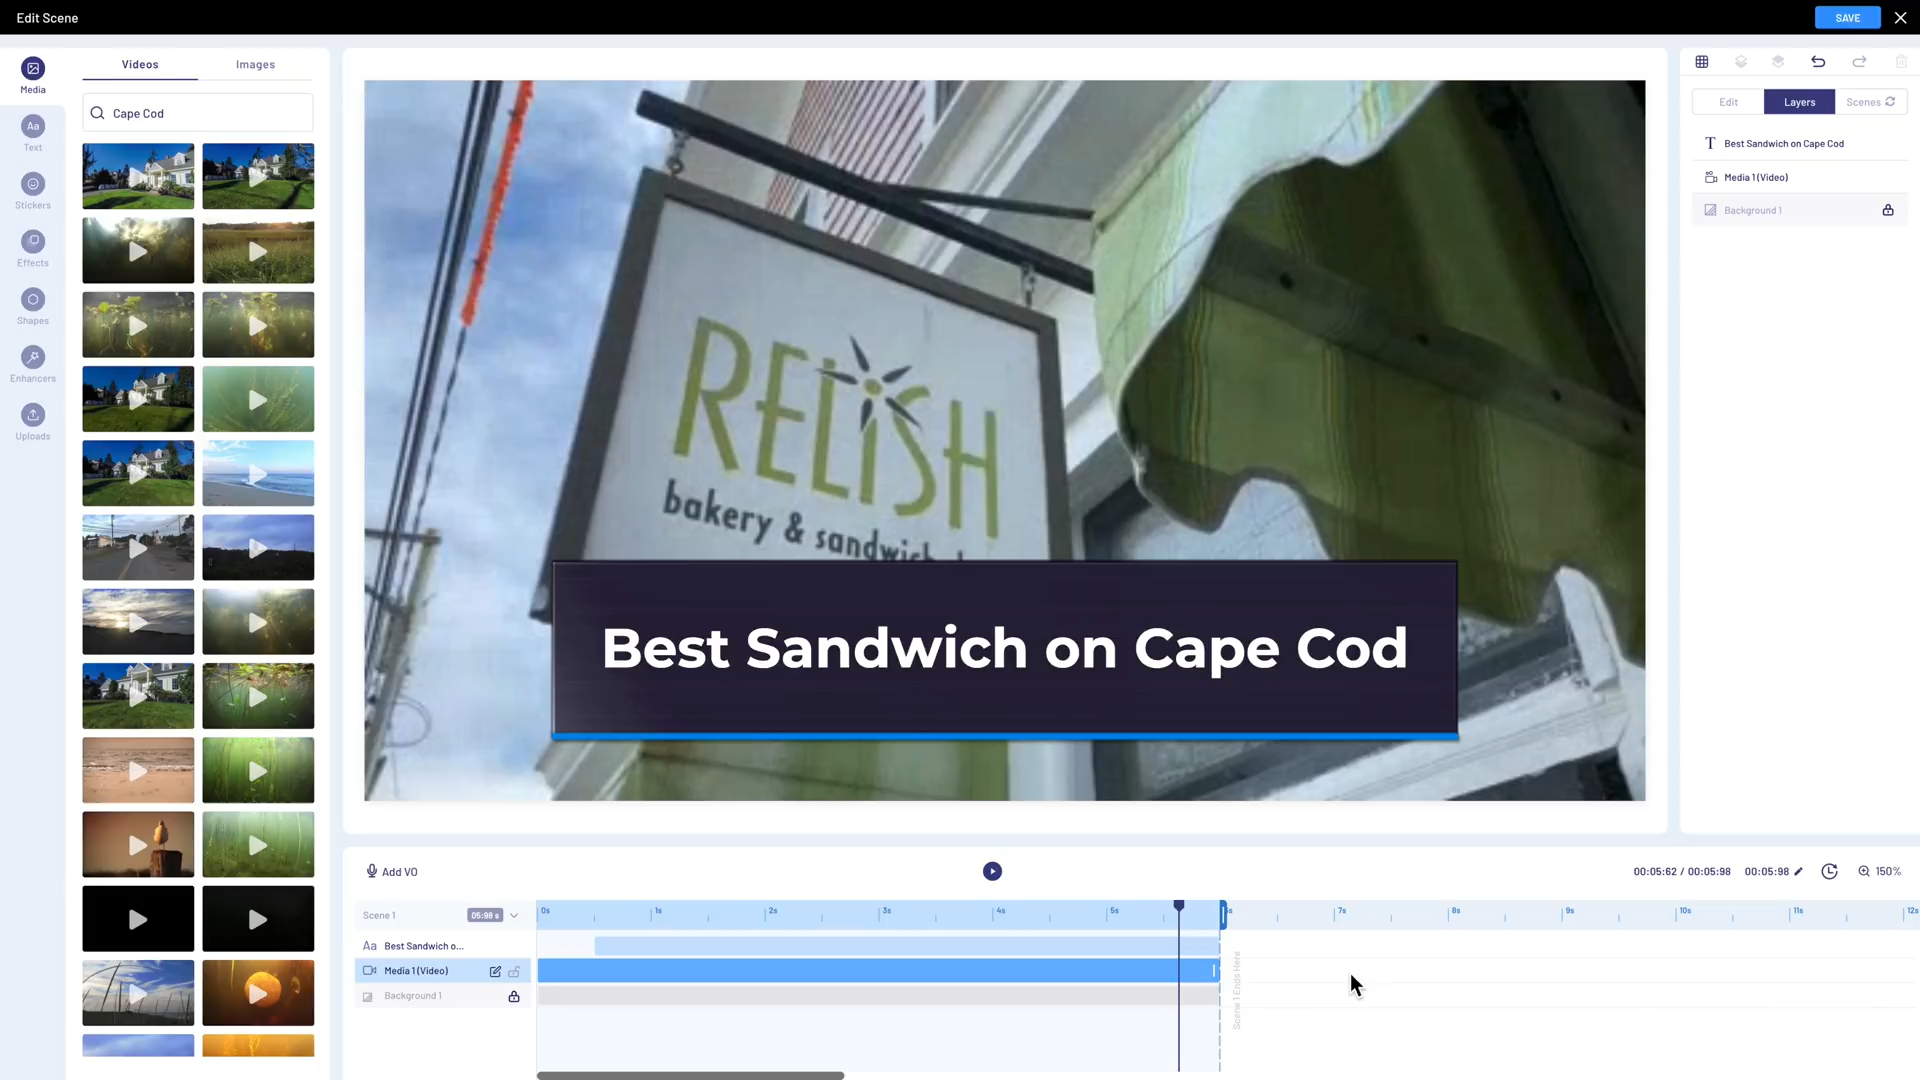 Edit Scene
SAVE
Media
Videos
Images
Cape Cod
Aa
Text
Stickers
Effects
Shapes
Enhancers
Uploads
RELiSH
bakery & sandwich
Best Sandwich on Cape Cod
Edit
Layers
Scenes
Best Sandwich on Cape Cod
Media 1 (Video)
Background 1
Add VO
00:05:62 / 00:05:98
00:05:98
150%
Scene 1
05:98 s
0s
1s
2s
3s
4s
5s
6s
7s
8s
9s
10s
11s
12s
Aa Best Sandwich o...
Media 1 (Video)
Background 1
Scene 1 Ends Here